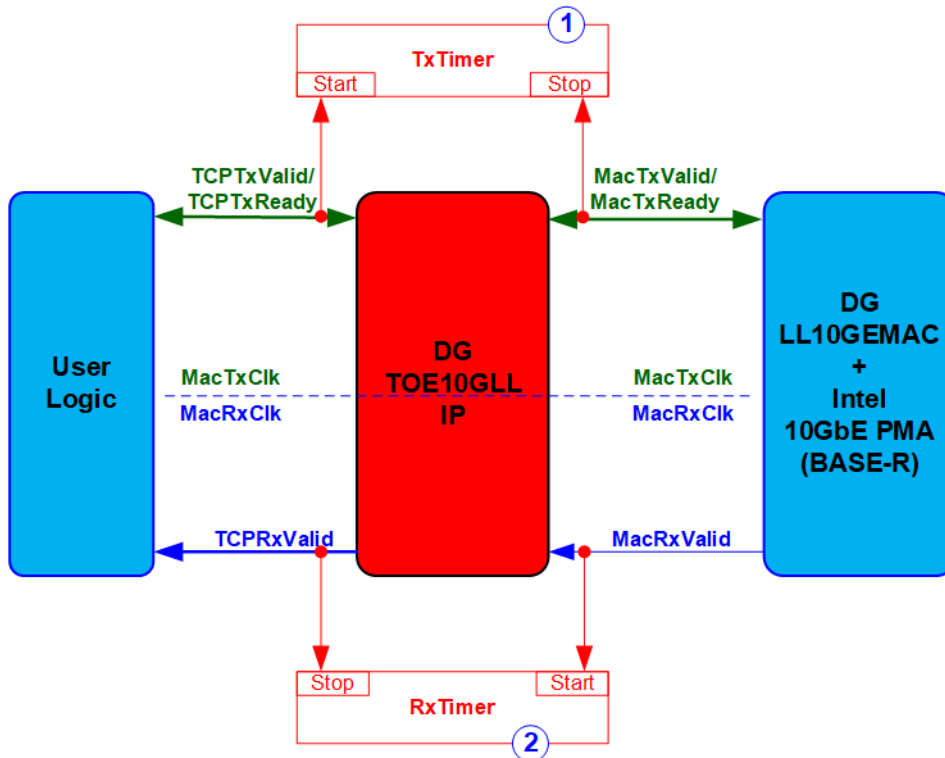 1
TxTimer
Start
Stop
TCPTxValid/
TCPTxReady
MacTxValid/
MacTxReady
User
Logic
MacTxClk
MacRxClk
DG
TOE10GLL
IP
MacTxClk
MacRxClk
DG
LL10GEMAC
+
Intel
10GbE PMA
(BASE-R)
TCPRxValid
MacRxValid
Stop
Start
RxTimer
2